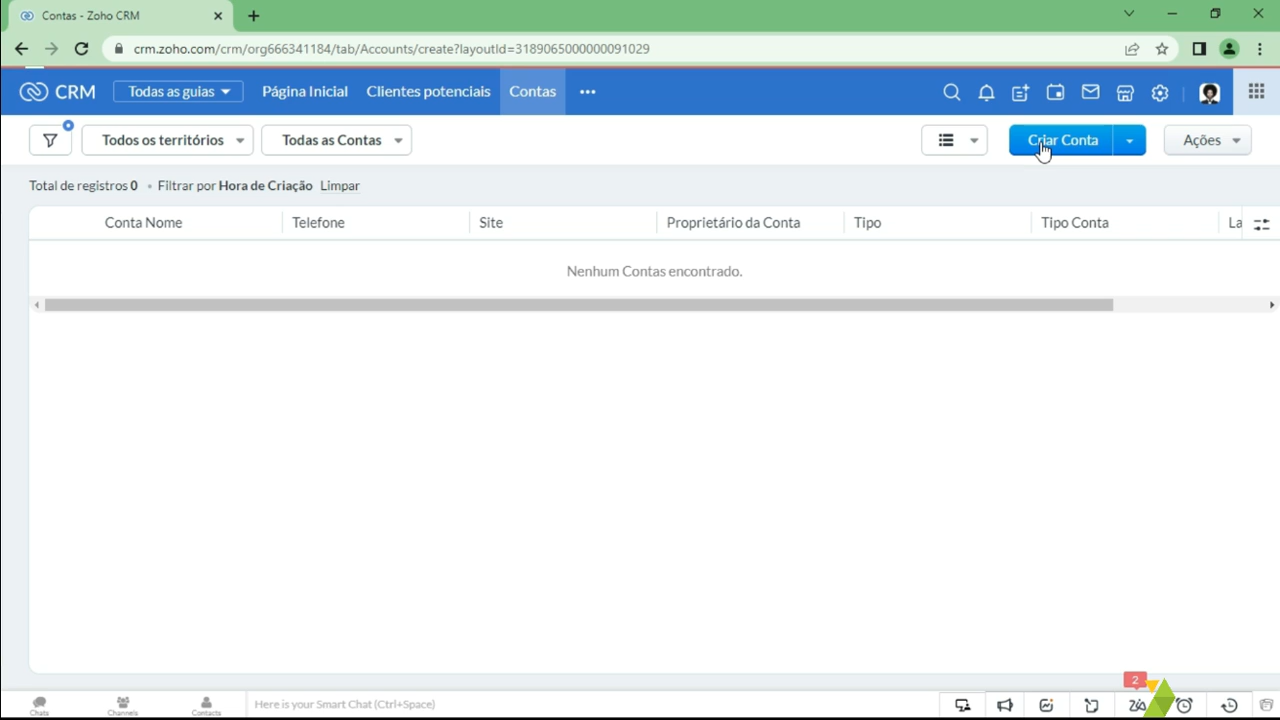 Contas - Zoho CRM
crm.zoho.com/crm/org666341184/tab/Accounts/create?layoutId=3189065000000091029
CRM Todas as guias Página Inicial Clientes potenciais Contas
Todos os territórios Todas as Contas Criar Conta Ações
Total de registros 0 • Filtrar por Hora de Criação Limpar
Conta Nome Telefone Site Proprietário da Conta Tipo Tipo Conta La
Nenhum Contas encontrado.
2
Chats Channels Contacts Here is your Smart Chat (Ctrl+Space)